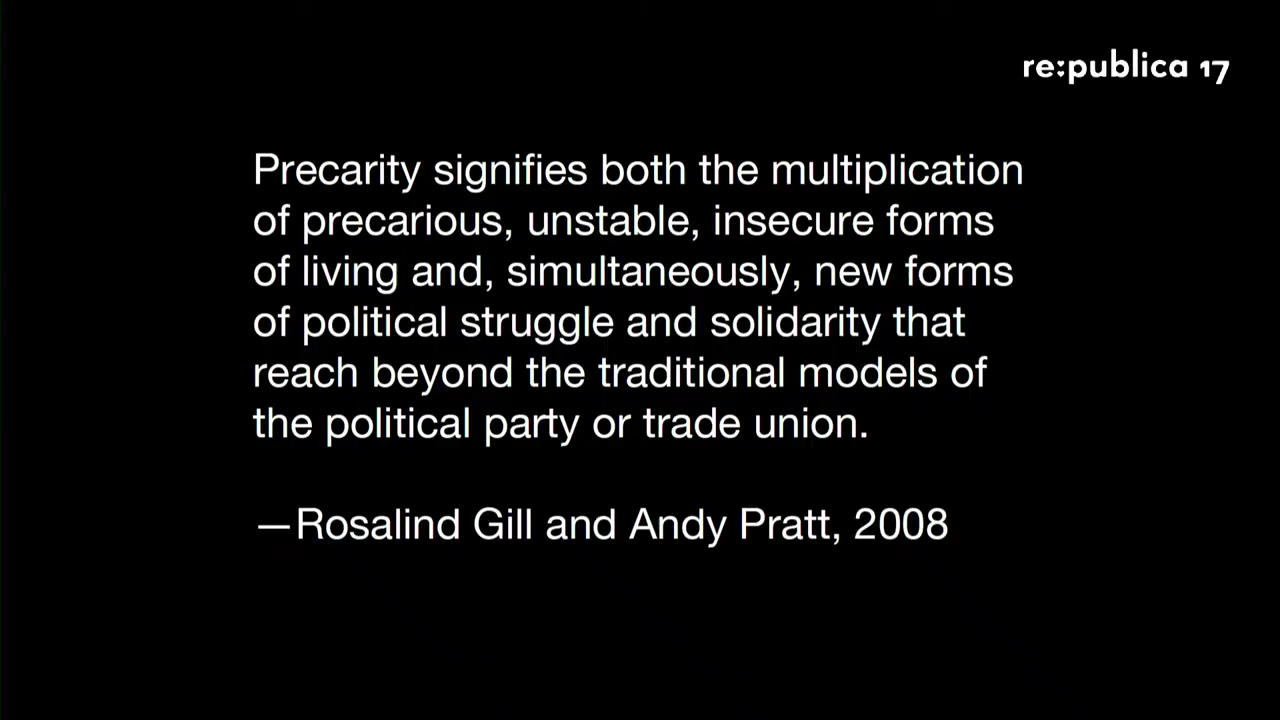 re:publica 17
Precarity signifies both the multiplication
of precarious, unstable, insecure forms
of living and, simultaneously, new forms
of political struggle and solidarity that
reach beyond the traditional models of
the political party or trade union.
—Rosalind Gill and Andy Pratt, 2008